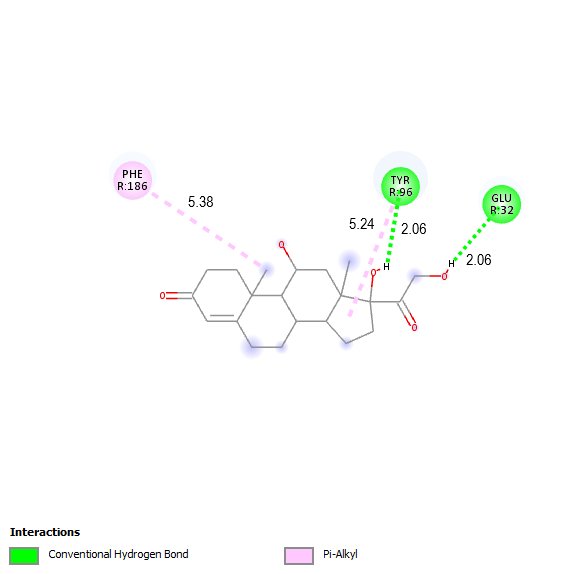 PHE
R:186
5.38
TYR
R:96
GLU
R:32
5.24
2.06
2.06
H
H
O
O
O
O
O
Interactions
Conventional Hydrogen Bond
Pi-Alkyl